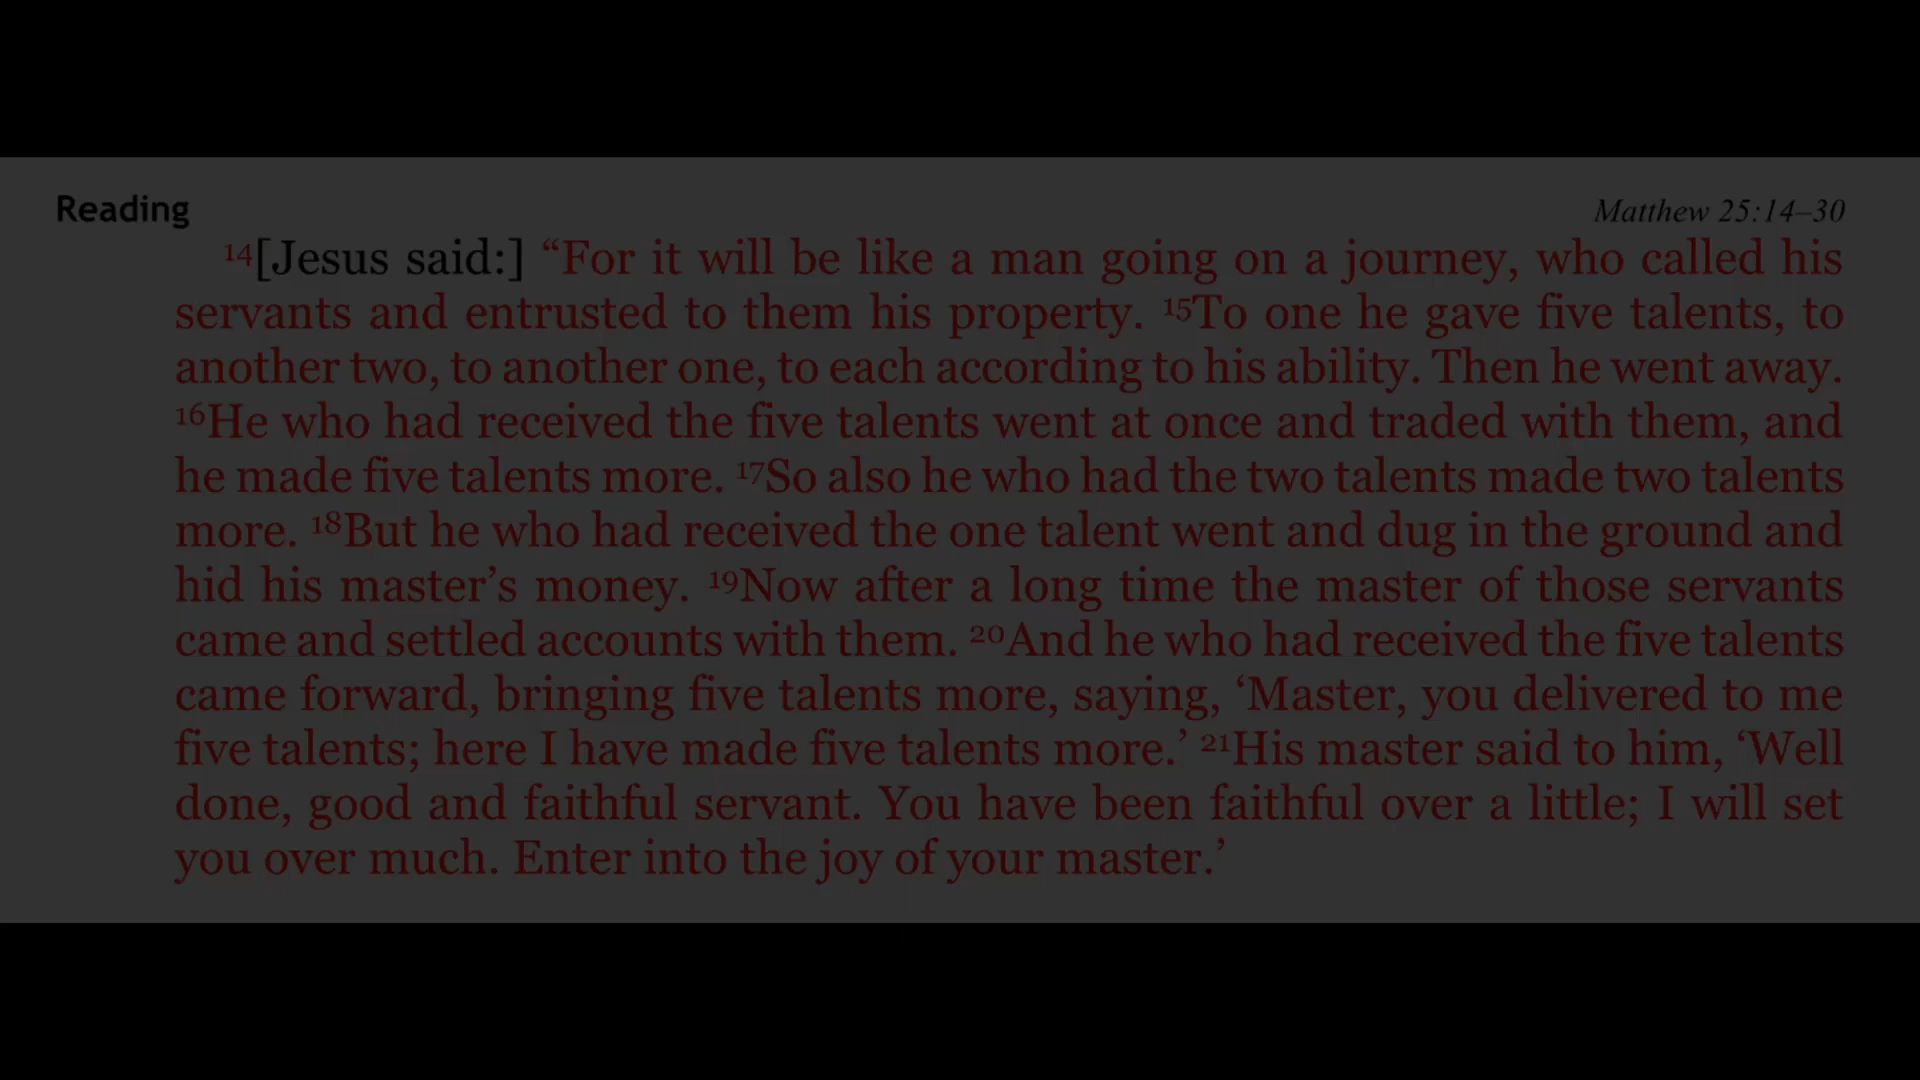 Reading Matthew 25:14–30
14[Jesus said:] “For it will be like a man going on a journey, who called his
servants and entrusted to them his property. 15To one he gave five talents, to
another two, to another one, to each according to his ability. Then he went away.
16He who had received the five talents went at once and traded with them, and
he made five talents more. 17So also he who had the two talents made two talents
more. 18But he who had received the one talent went and dug in the ground and
hid his master’s money. 19Now after a long time the master of those servants
came and settled accounts with them. 20And he who had received the five talents
came forward, bringing five talents more, saying, ‘Master, you delivered to me
five talents; here I have made five talents more.’ 21His master said to him, ‘Well
done, good and faithful servant. You have been faithful over a little; I will set
you over much. Enter into the joy of your master.’